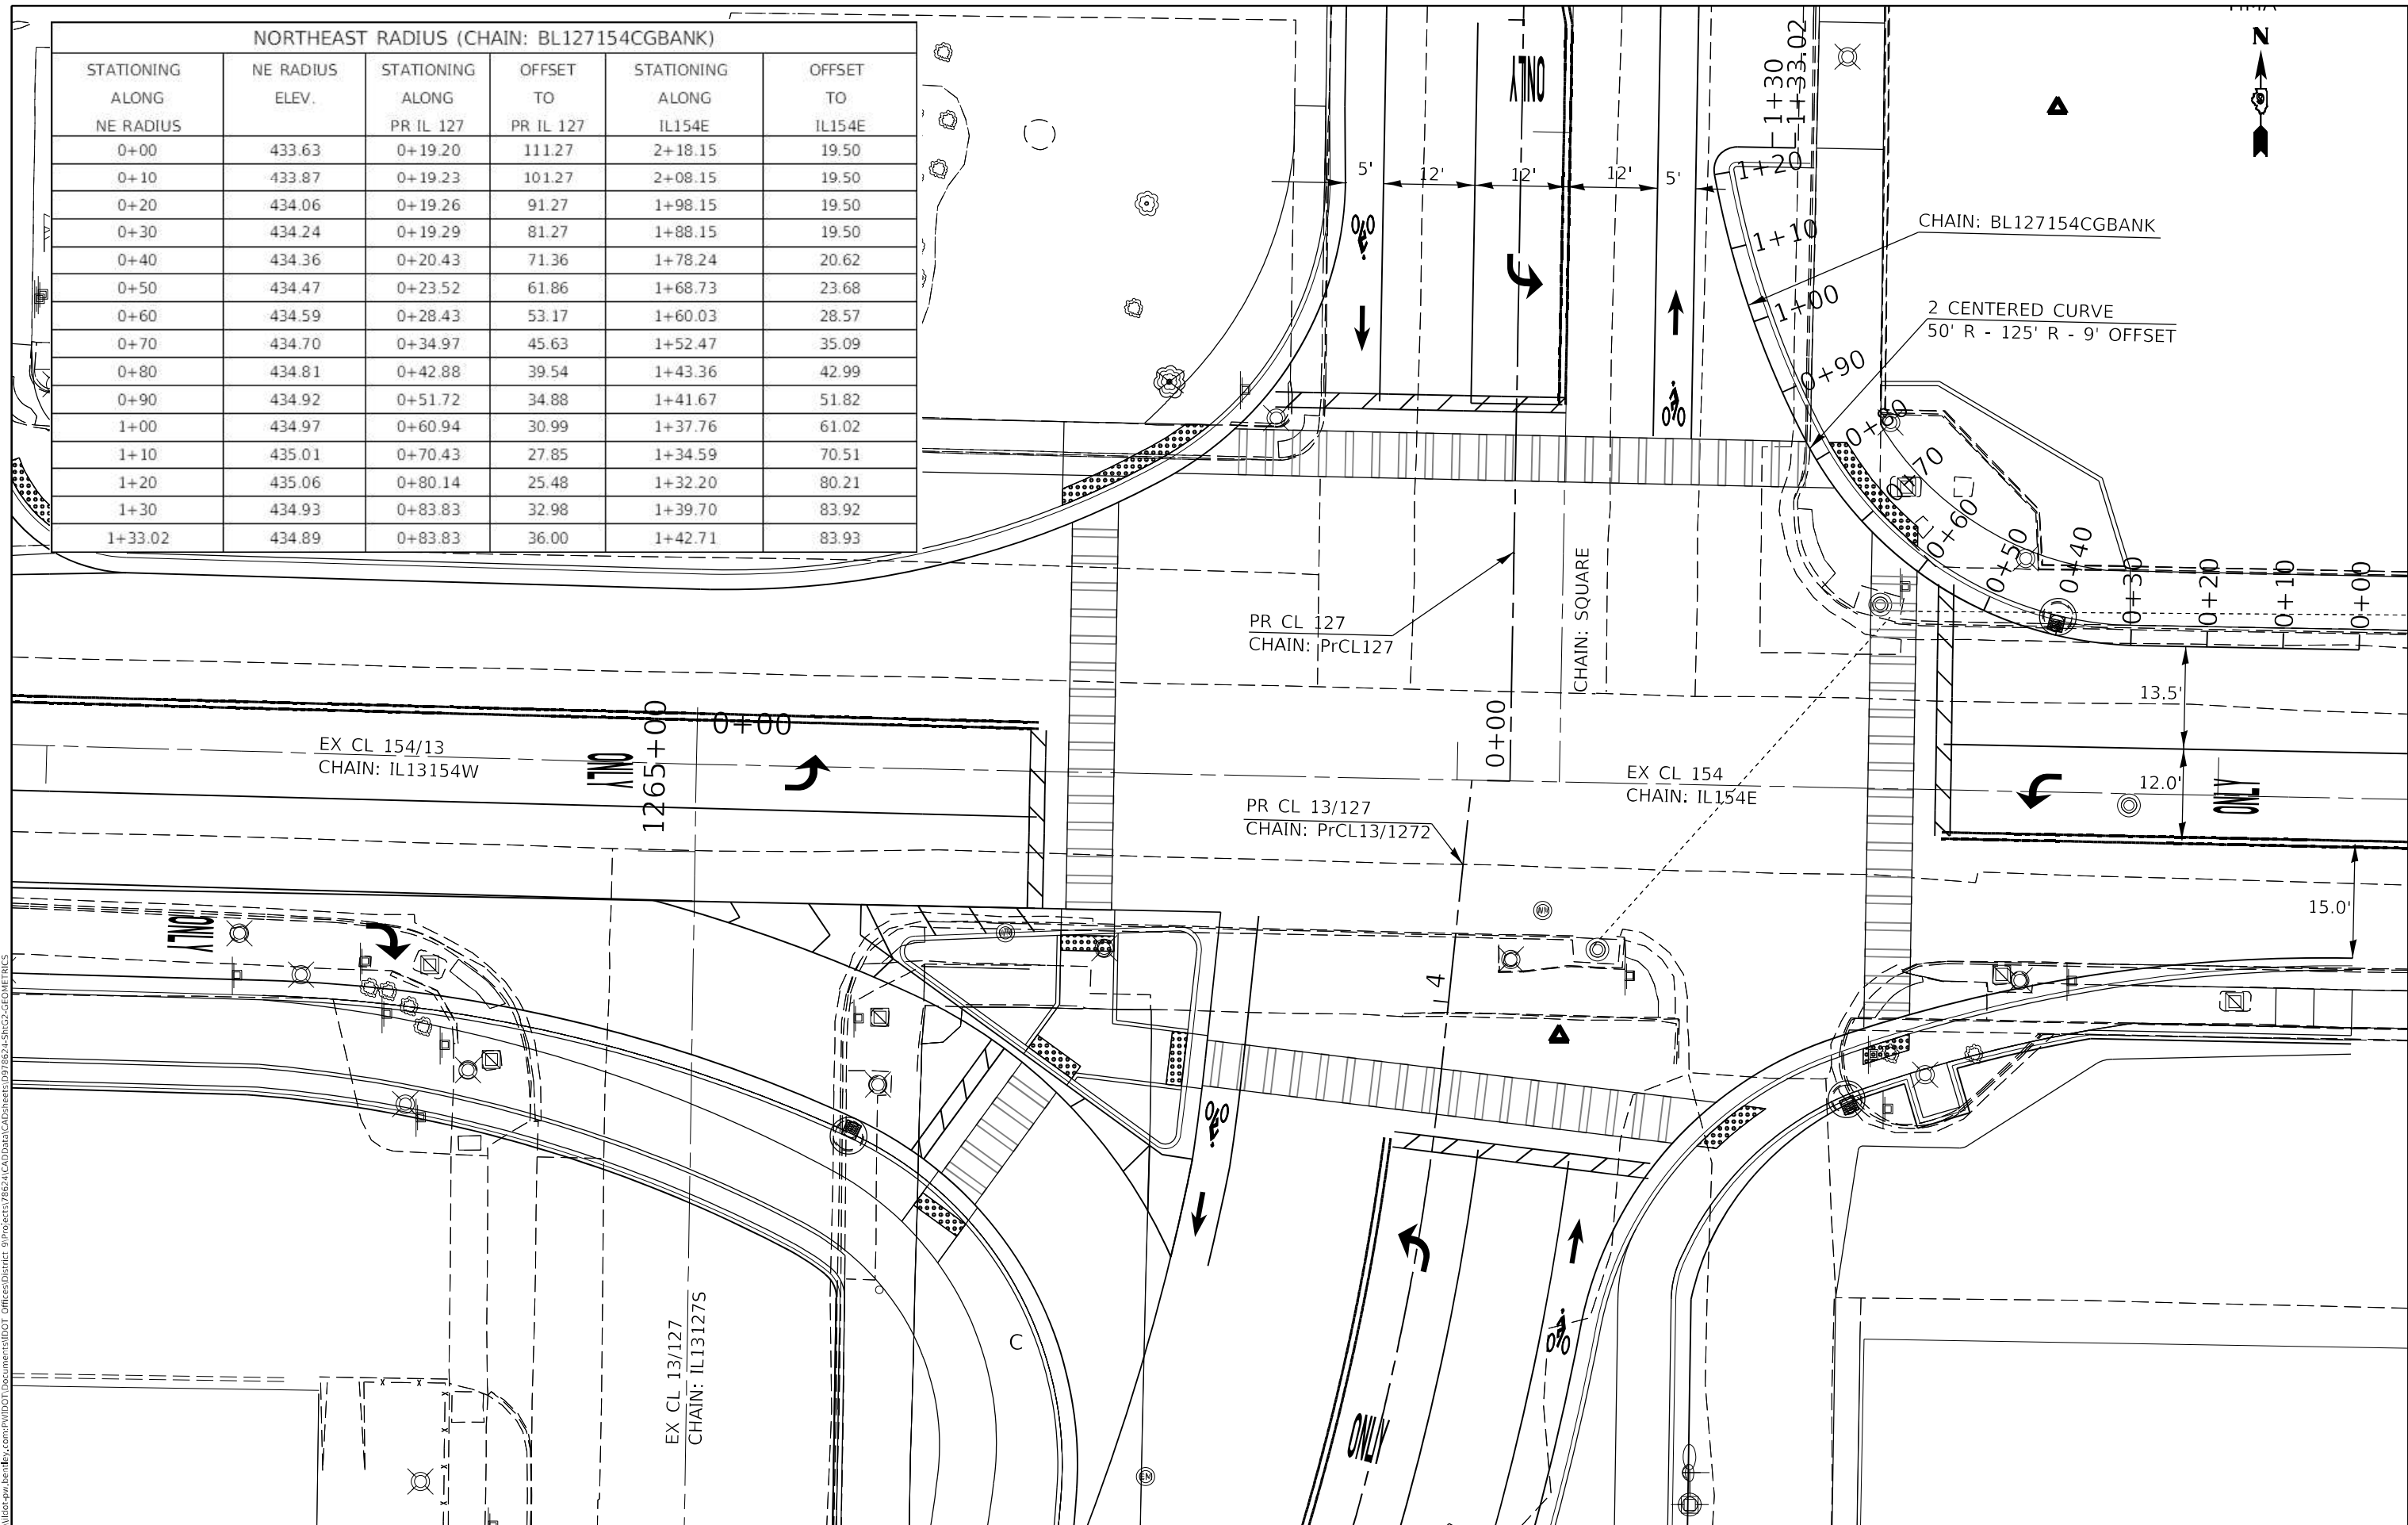 NORTHEAST RADIUS (CHAIN: BL127154CGBANK)
STATIONING ALONG NE RADIUS | NE RADIUS ELEV. | STATIONING ALONG PR IL 127 | OFFSET TO PR IL 127 | STATIONING ALONG IL154E | OFFSET TO IL154E
0+00 433.63 0+19.20 111.27 2+18.15 19.50
0+10 433.87 0+19.23 101.27 2+08.15 19.50
0+20 434.06 0+19.26 91.27 1+98.15 19.50
0+30 434.24 0+19.29 81.27 1+88.15 19.50
0+40 434.36 0+20.43 71.36 1+78.24 20.62
0+50 434.47 0+23.52 61.86 1+68.73 23.68
0+60 434.59 0+28.43 53.17 1+60.03 28.57
0+70 434.70 0+34.97 45.63 1+52.47 35.09
0+80 434.81 0+42.88 39.54 1+43.36 42.99
0+90 434.92 0+51.72 34.88 1+41.67 51.82
1+00 434.97 0+60.94 30.99 1+37.76 61.02
1+10 435.01 0+70.43 27.85 1+34.59 70.51
1+20 435.06 0+80.14 25.48 1+32.20 80.21
1+30 434.93 0+83.83 32.98 1+39.70 83.92
1+33.02 434.89 0+83.83 36.00 1+42.71 83.93
N
ONLY
1+30
1+33.02
5'
12'
12'
12'
5'
1+20
1+10
1+00
0+90
0+70
0+60
0+50
0+40
0+30
0+20
0+10
0+00
CHAIN: BL127154CGBANK
2 CENTERED CURVE
50' R - 125' R - 9' OFFSET
PR CL 127
CHAIN: PrCL127
CHAIN: SQUARE
0+00
13.5'
12.0'
15.0'
ONLY
EX CL 154/13
CHAIN: IL13154W
ONLY
1265+00
0+00
EX CL 154
CHAIN: IL154E
PR CL 13/127
CHAIN: PrCL13/1272
ONLY
4
C
EX CL 13/127
CHAIN: IL13127S
ONLY
EM